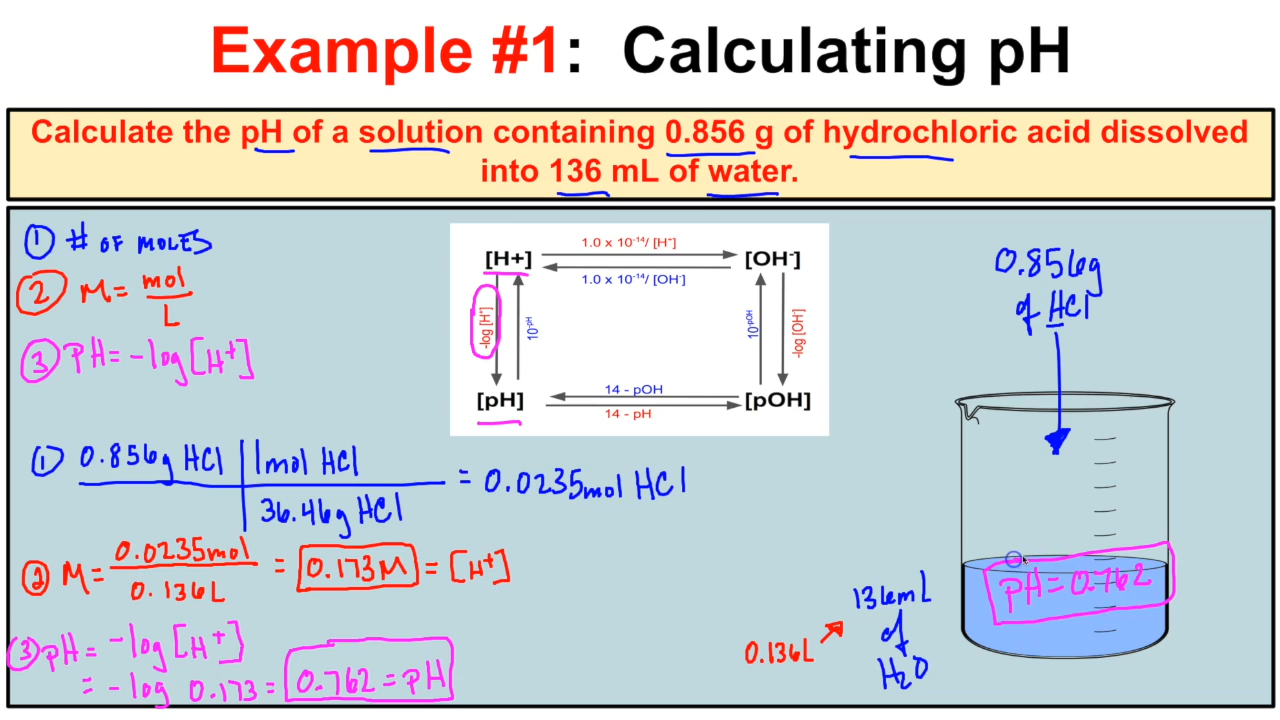 Example #1: Calculating pH
Calculate the pH of a solution containing 0.856 g of hydrochloric acid dissolved
into 136 mL of water.
① # OF MOLES
② M = mol
L
③ PH = -log [H+]
[H+]
1.0 x 10-14/ [H+]
1.0 x 10-14/ [OH-]
[OH-]
-log [H+]
10-pH
10-pOH
-log [OH-]
[pH]
14 - pOH
14 - pH
[pOH]
0.856g
of HCl
① 0.856g HCl | 1mol HCl
36.46g HCl
= 0.0235mol HCl
② M = 0.0235mol
0.136L
= 0.173M = [H+]
③ pH = -log [H+]
= -log 0.173 = 0.762 = pH
PH = 0.762
136mL
of
H2O
0.136L